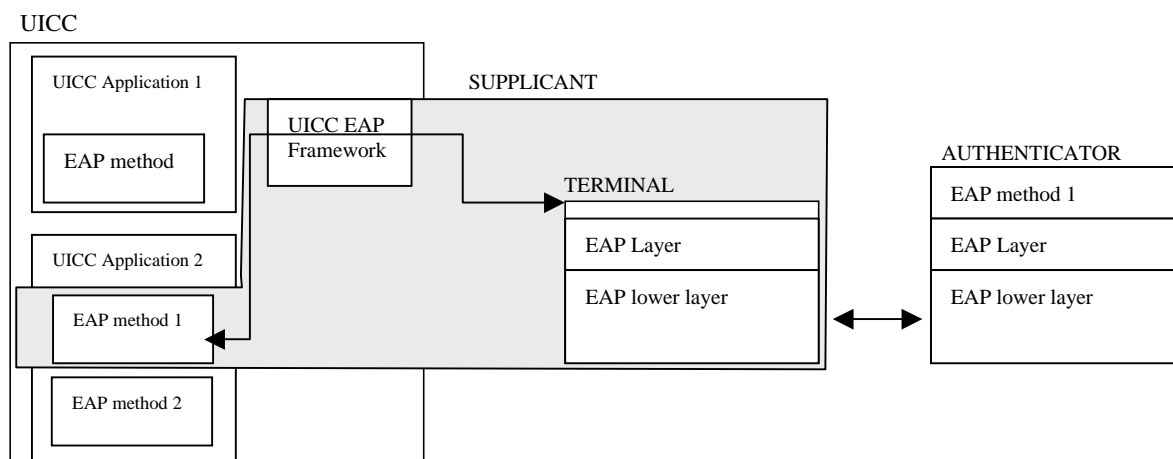 UICC
UICC Application 1
EAP method
SUPPLICANT
UICC EAP
Framework
TERMINAL
EAP Layer
EAP lower layer
AUTHENTICATOR
EAP method 1
EAP Layer
EAP lower layer
UICC Application 2
EAP method 1
EAP method 2